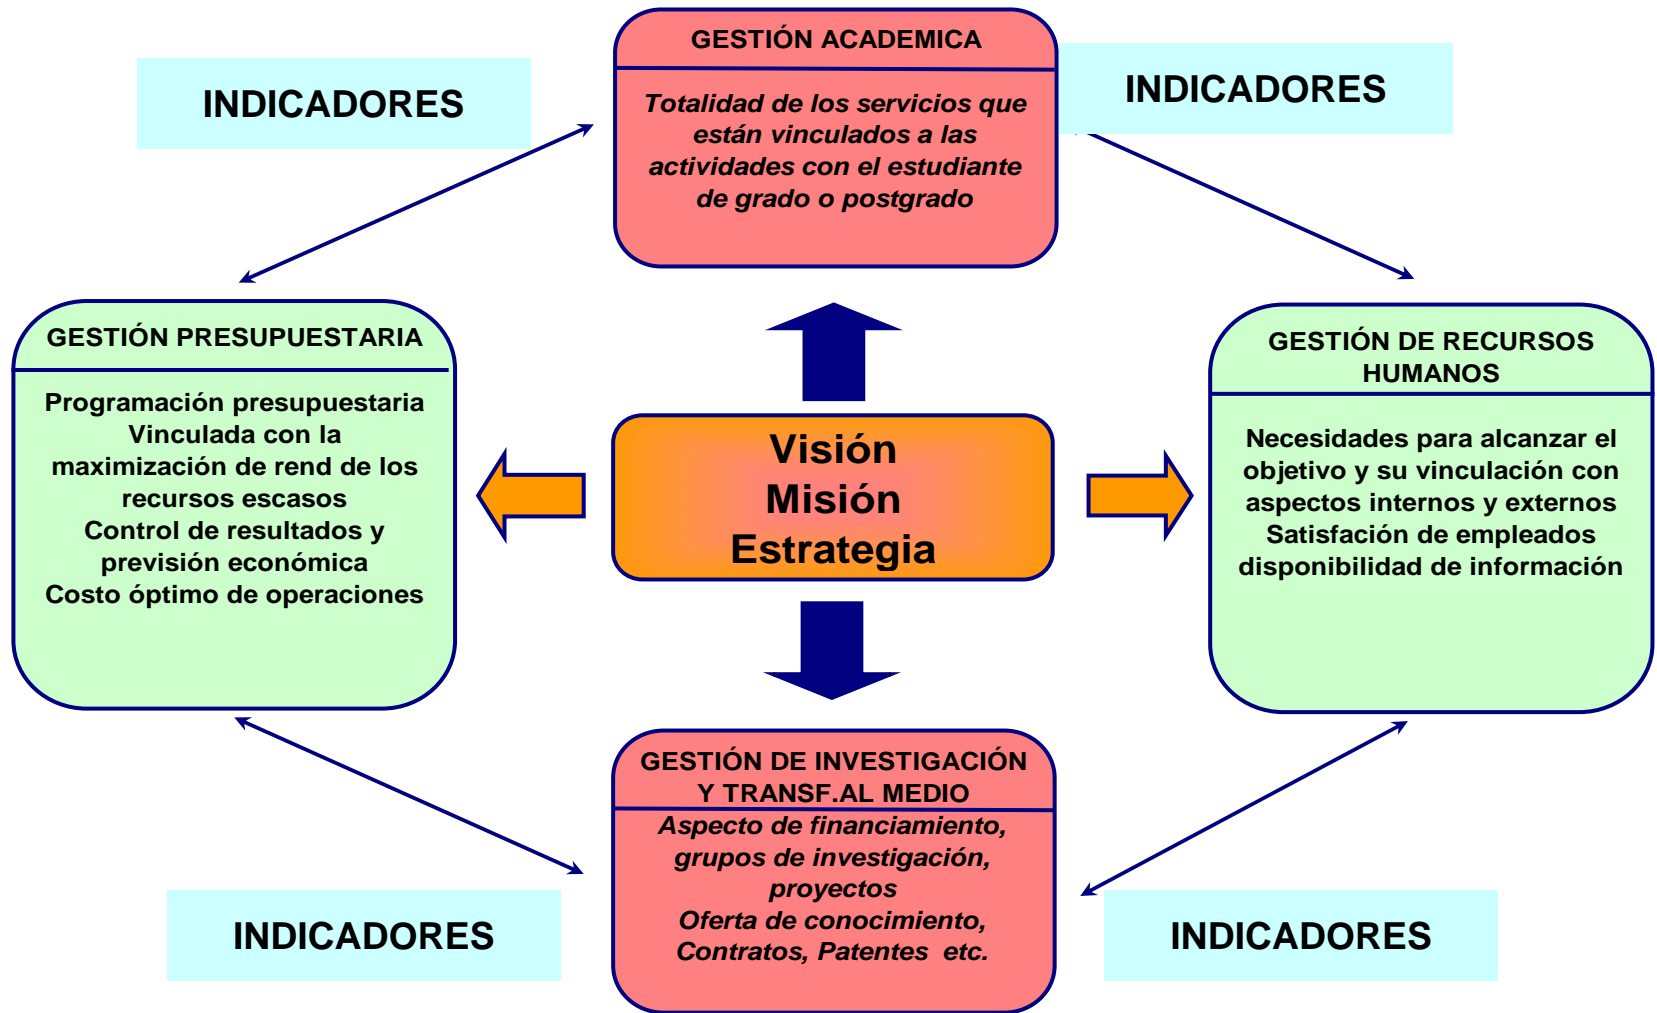 GESTIÓN ACADEMICA
Totalidad de los servicios que
están vinculados a las
actividades con el estudiante
de grado o postgrado
INDICADORES
INDICADORES
GESTIÓN PRESUPUESTARIA
Programación presupuestaria
Vinculada con la
maximización de rend de los
recursos escasos
Control de resultados y
previsión económica
Costo óptimo de operaciones
Visión
Misión
Estrategia
GESTIÓN DE RECURSOS
HUMANOS
Necesidades para alcanzar el
objetivo y su vinculación con
aspectos internos y externos
Satisfacción de empleados
disponibilidad de información
GESTIÓN DE INVESTIGACIÓN
Y TRANSF.AL MEDIO
Aspecto de financiamiento,
grupos de investigación,
proyectos
Oferta de conocimiento,
Contratos, Patentes  etc.
INDICADORES
INDICADORES